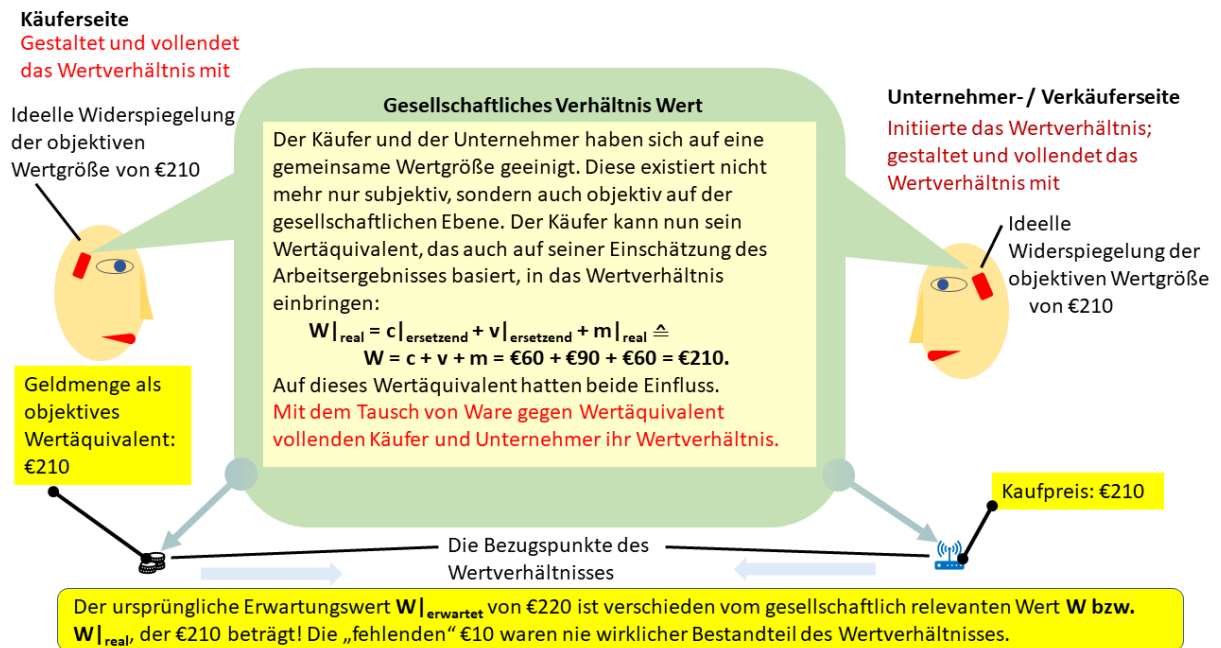 Käuferseite
Gestaltet und vollendet
das Wertverhältnis mit
Ideelle Widerspiegelung
der objektiven
Wertgröße von €210
Gesellschaftliches Verhältnis Wert
Der Käufer und der Unternehmer haben sich auf eine
gemeinsame Wertgröße geeinigt. Diese existiert nicht
mehr nur subjektiv, sondern auch objektiv auf der
gesellschaftlichen Ebene. Der Käufer kann nun sein
Wertäquivalent, das auch auf seiner Einschätzung des
Arbeitsergebnisses basiert, in das Wertverhältnis
einbringen:
W|real = c|ersetzend + v|ersetzend + m|real ≙
W = c + v + m = €60 + €90 + €60 = €210.
Auf dieses Wertäquivalent hatten beide Einfluss.
Mit dem Tausch von Ware gegen Wertäquivalent
vollenden Käufer und Unternehmer ihr Wertverhältnis.
Unternehmer-/ Verkäuferseite
Initiierte das Wertverhältnis;
gestaltet und vollendet das
Wertverhältnis mit
Ideelle
Widerspiegelung der
objektiven Wertgröße
von €210
Geldmenge als
objektives
Wertäquivalent:
€210
Kaufpreis: €210
Die Bezugspunkte des
Wertverhältnisses
Der ursprüngliche Erwartungswert W|erwartet von €220 ist verschieden vom gesellschaftlich relevanten Wert W bzw.
W|real, der €210 beträgt! Die „fehlenden“ €10 waren nie wirklicher Bestandteil des Wertverhältnisses.